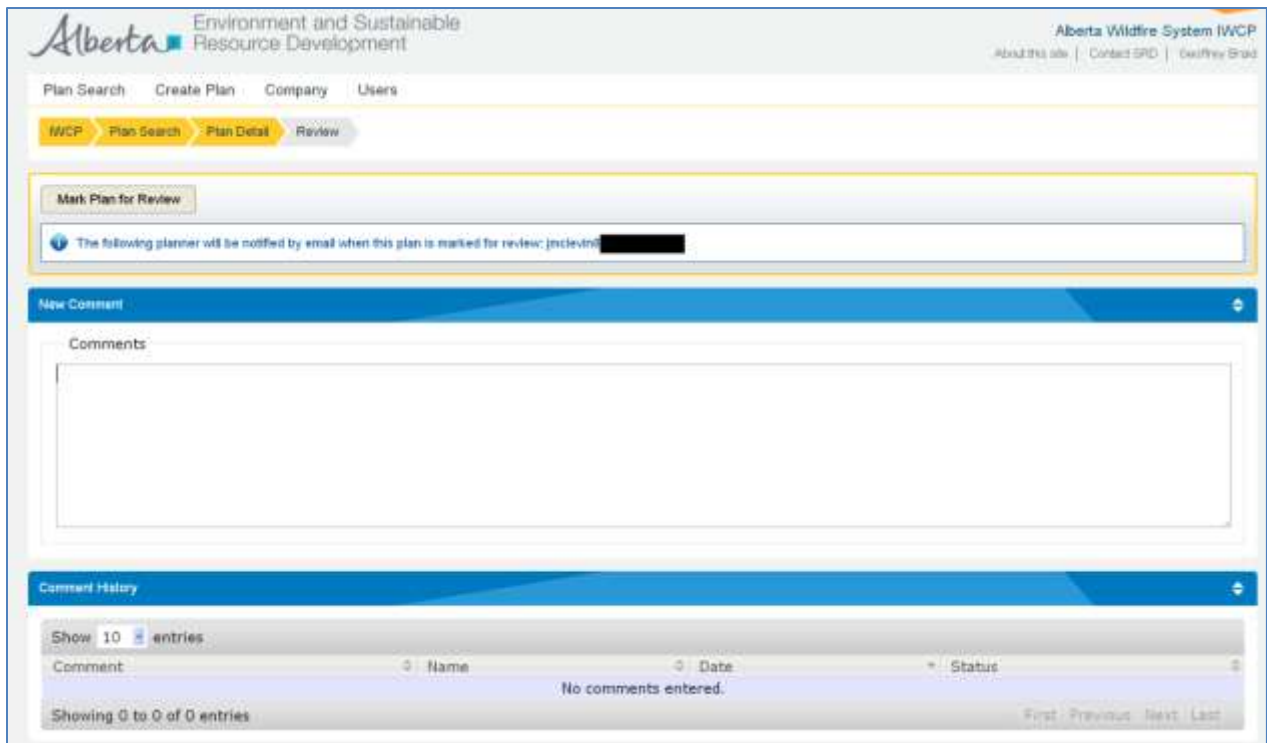 Alberta Environment and Sustainable
Resource Development
Alberta Wildfire System IWCP
About this site | Contact SRD | Geoffrey Braid
Plan Search Create Plan Company Users
IWCP Plan Search Plan Detail Review
Mark Plan for Review
The following planner will be notified by email when this plan is marked for review:
New Comment
Comments
Comment History
Show 10 entries
Comment Name Date Status
No comments entered.
Showing 0 to 0 of 0 entries First Previous Next Last